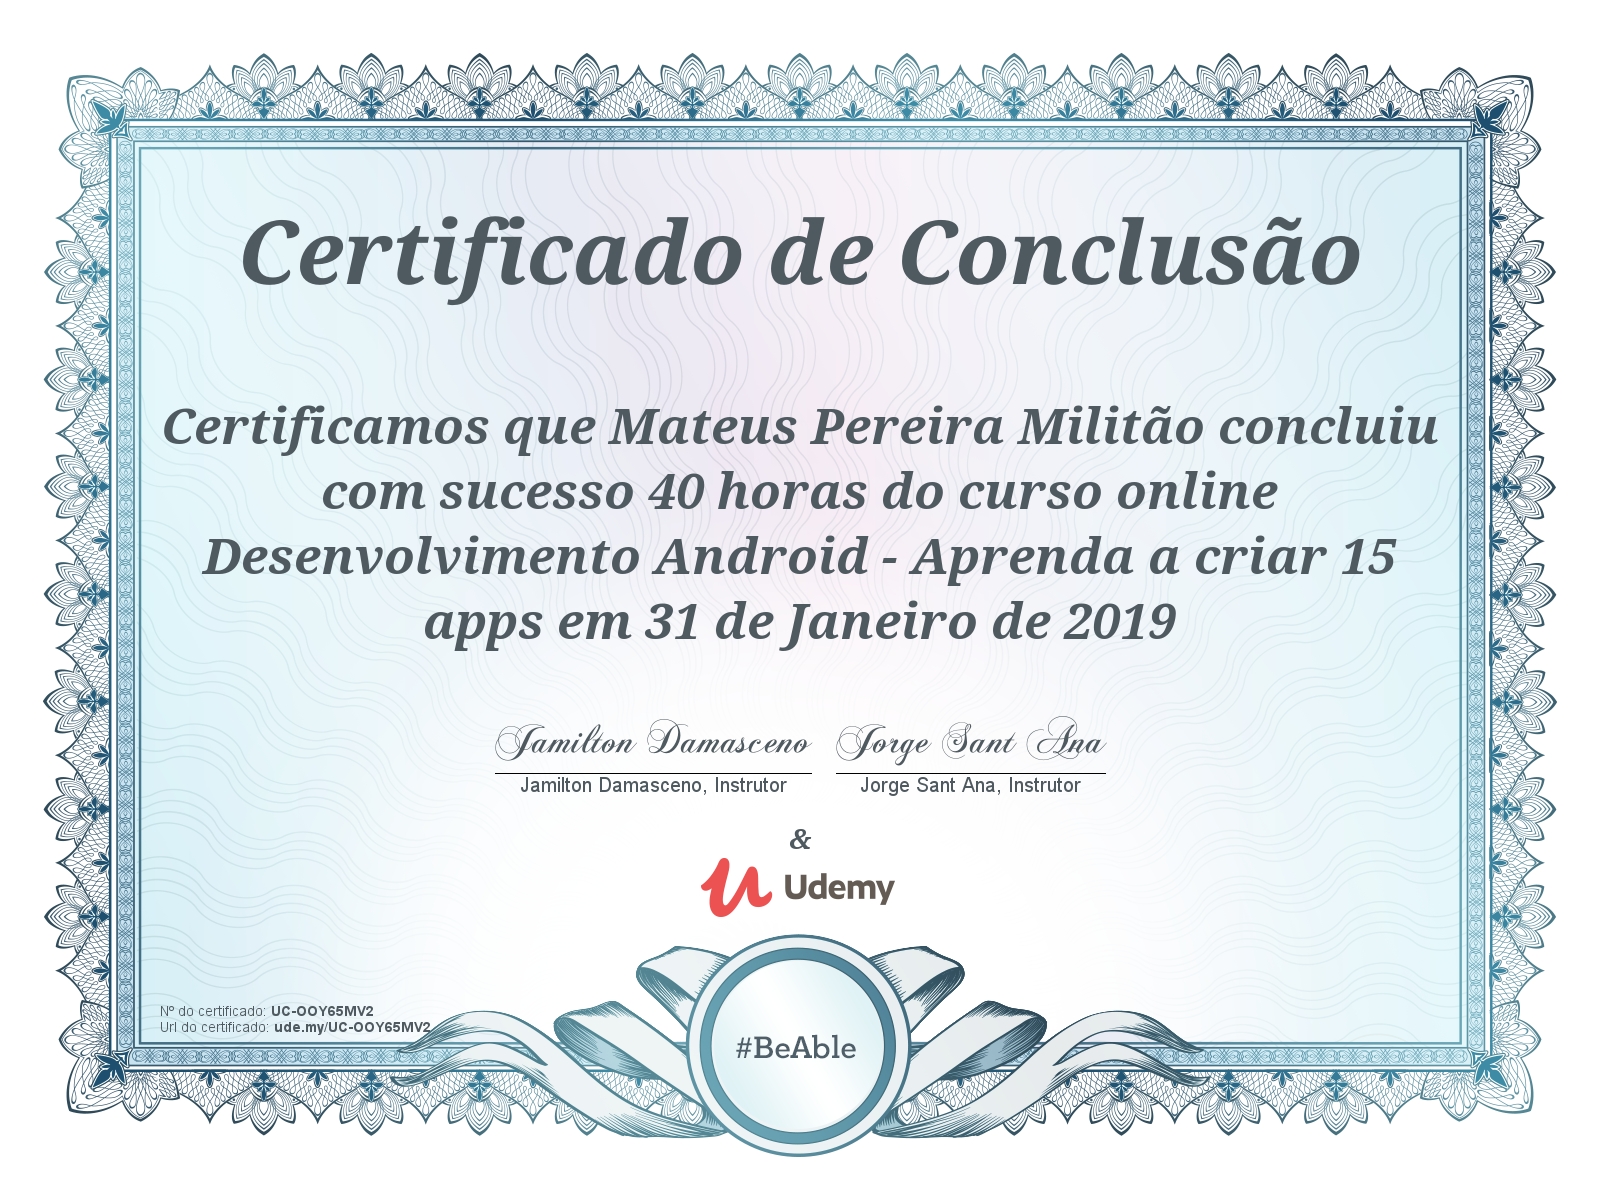 Certificado de Conclusão
Certificamos que Mateus Pereira Militão concluiu
com sucesso 40 horas do curso online
Desenvolvimento Android - Aprenda a criar 15
apps em 31 de Janeiro de 2019
Jamilton Damasceno Jorge Sant Ana
Jamilton Damasceno, Instrutor Jorge Sant Ana, Instrutor
&
Udemy
Nº do certificado: UC-OOY65MV2
Url do certificado: ude.my/UC-OOY65MV2
#BeAble